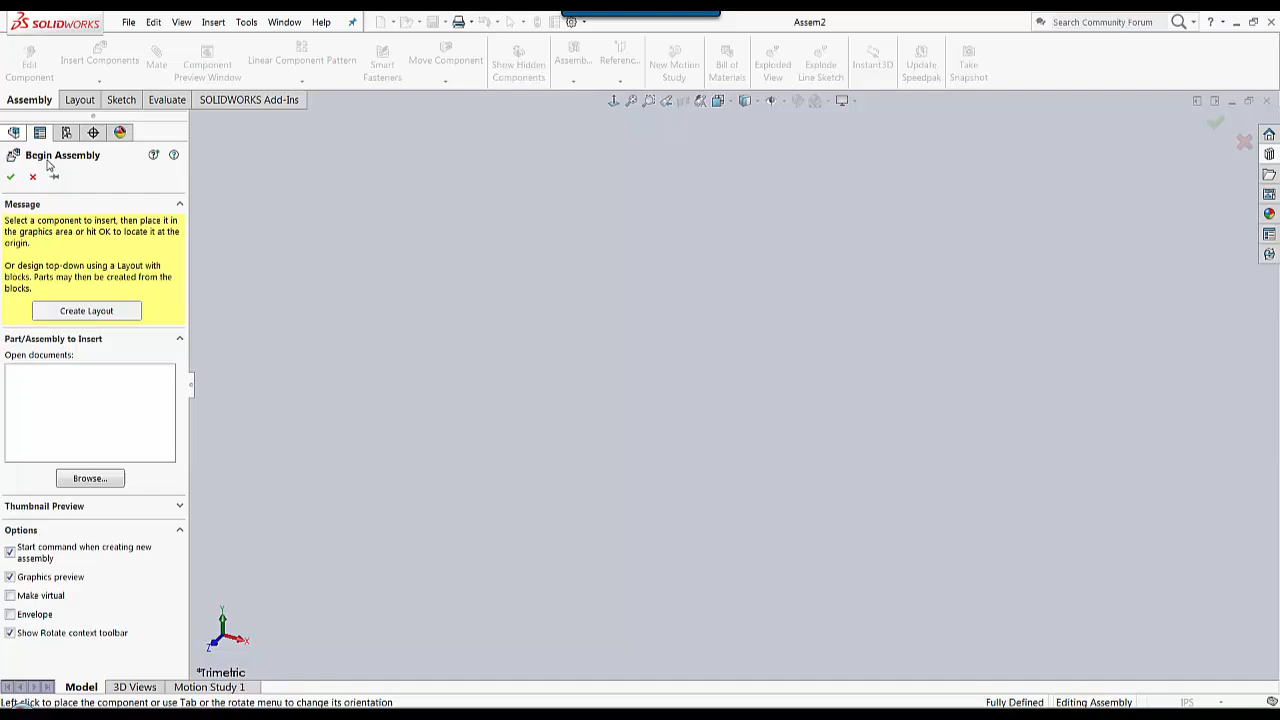 SOLIDWORKS File Edit View Insert Tools Window Help Assem2 Search Community Forum
Edit Component Insert Components Mate Component Preview Window Linear Component Pattern Smart Fasteners Move Component Show Hidden Components Assemb... Referenc... New Motion Study Bill of Materials Exploded View Explode Line Sketch Instant3D Update Speedpak Take Snapshot
Assembly Layout Sketch Evaluate SOLIDWORKS Add-Ins
Begin Assembly
Message
Select a component to insert, then place it in
the graphics area or hit OK to locate it at the
origin.
Or design top-down using a Layout with
blocks. Parts may then be created from the
blocks.
Create Layout
Part/Assembly to Insert
Open documents:
Browse...
Thumbnail Preview
Options
Start command when creating new
assembly
Graphics preview
Make virtual
Envelope
Show Rotate context toolbar
Y
X
Z
*Trimetric
Model 3D Views Motion Study 1
Left click to place the component or use Tab or the rotate menu to change its orientation Fully Defined Editing Assembly IPS